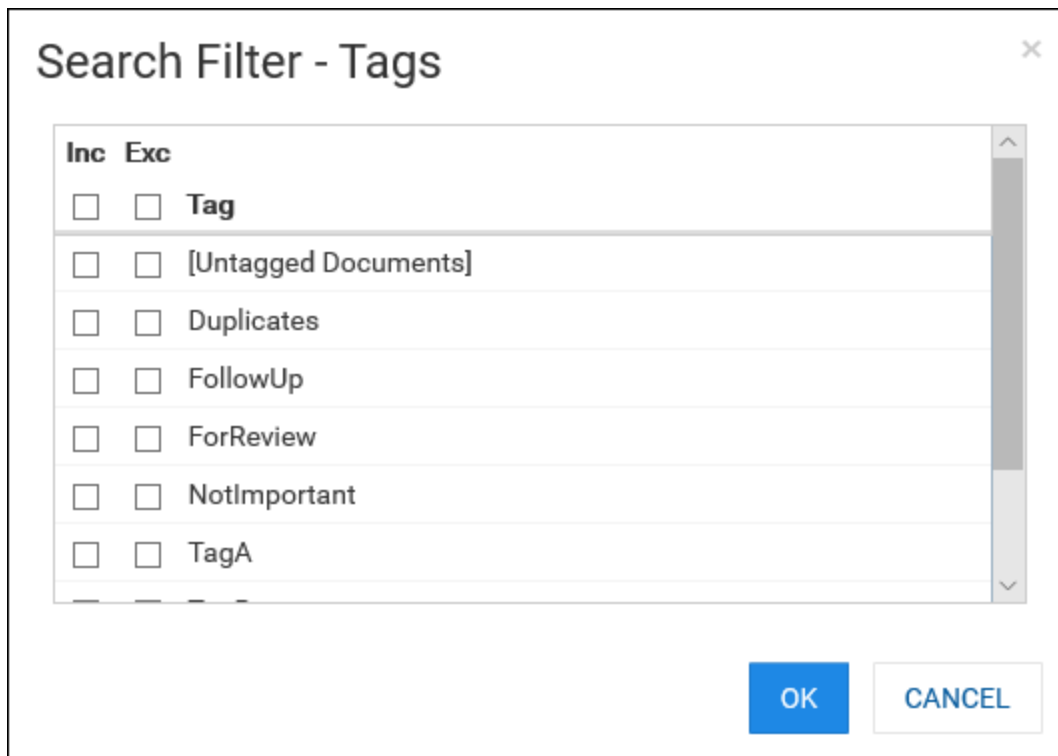 Search Filter - Tags
Inc Exc
Tag
[Untagged Documents]
Duplicates
FollowUp
ForReview
NotImportant
TagA
OK CANCEL